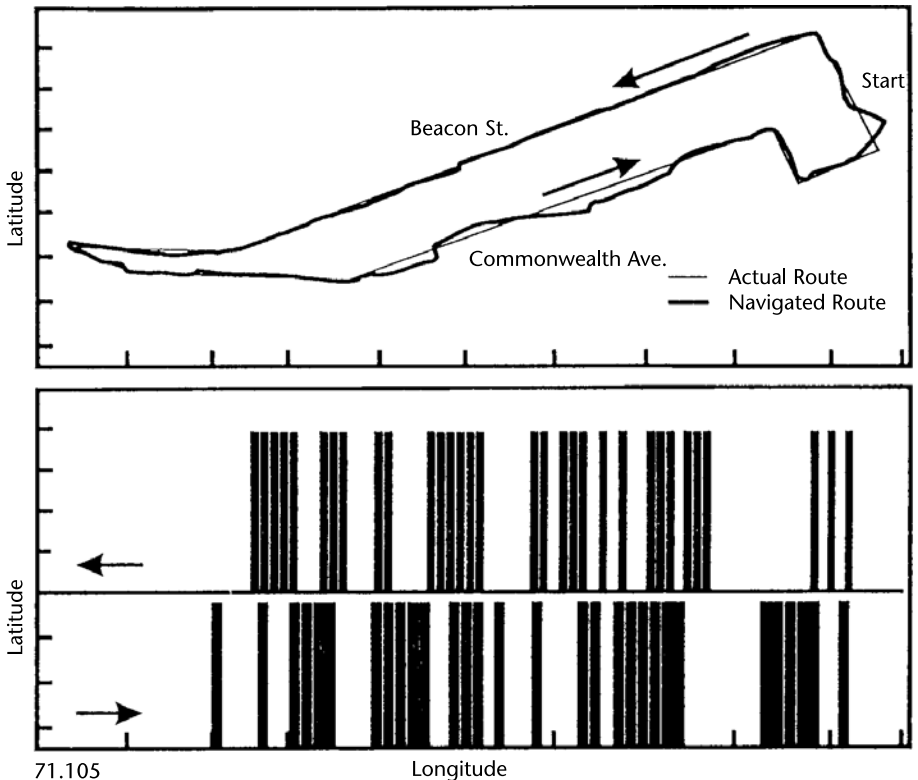 Start
Beacon St.
Latitude
Commonwealth Ave.
Actual Route
Navigated Route
Latitude
71.105
Longitude